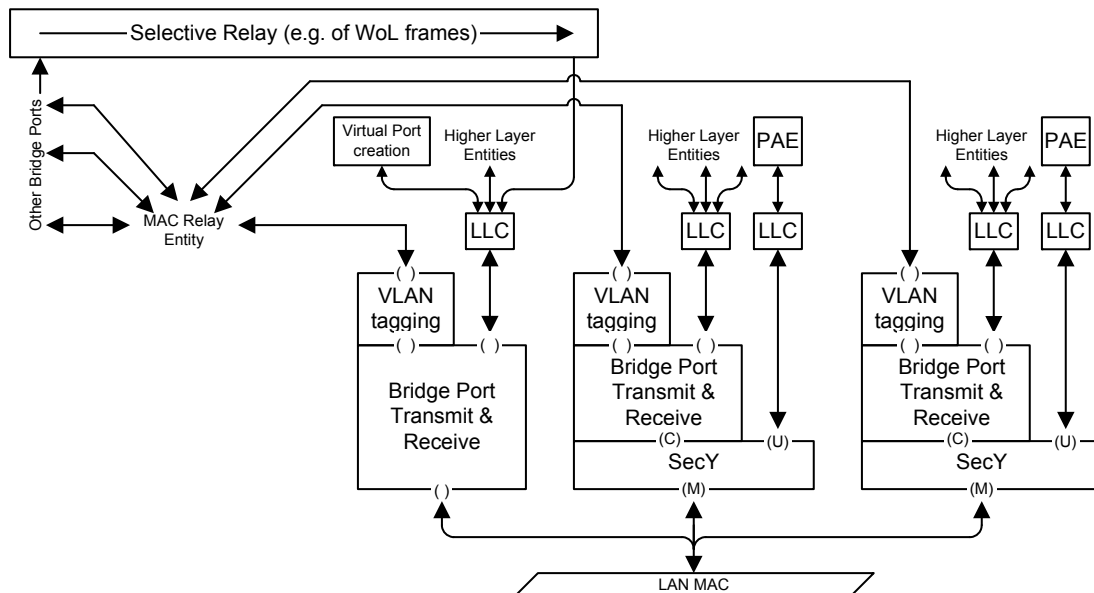 Selective Relay (e.g. of WoL frames)
Other Bridge Ports
MAC Relay
Entity
Virtual Port
creation
Higher Layer
Entities
LLC
Higher Layer
Entities
PAE
LLC
LLC
Higher Layer
Entities
PAE
LLC
LLC
( )
VLAN
tagging
( )
( )
Bridge Port
Transmit &
Receive
( )
( )
VLAN
tagging
( )
( )
Bridge Port
Transmit &
Receive
(C)
(U)
SecY
(M)
( )
VLAN
tagging
( )
( )
Bridge Port
Transmit &
Receive
(C)
(U)
SecY
(M)
LAN MAC